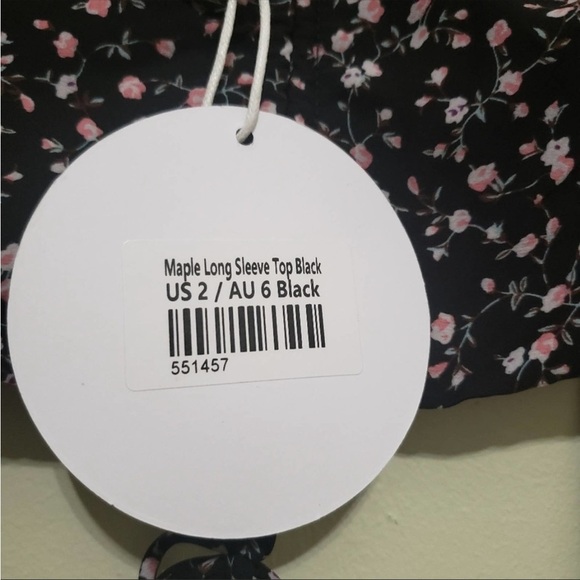 Maple Long Sleeve Top Black
US 2 / AU 6 Black
551457